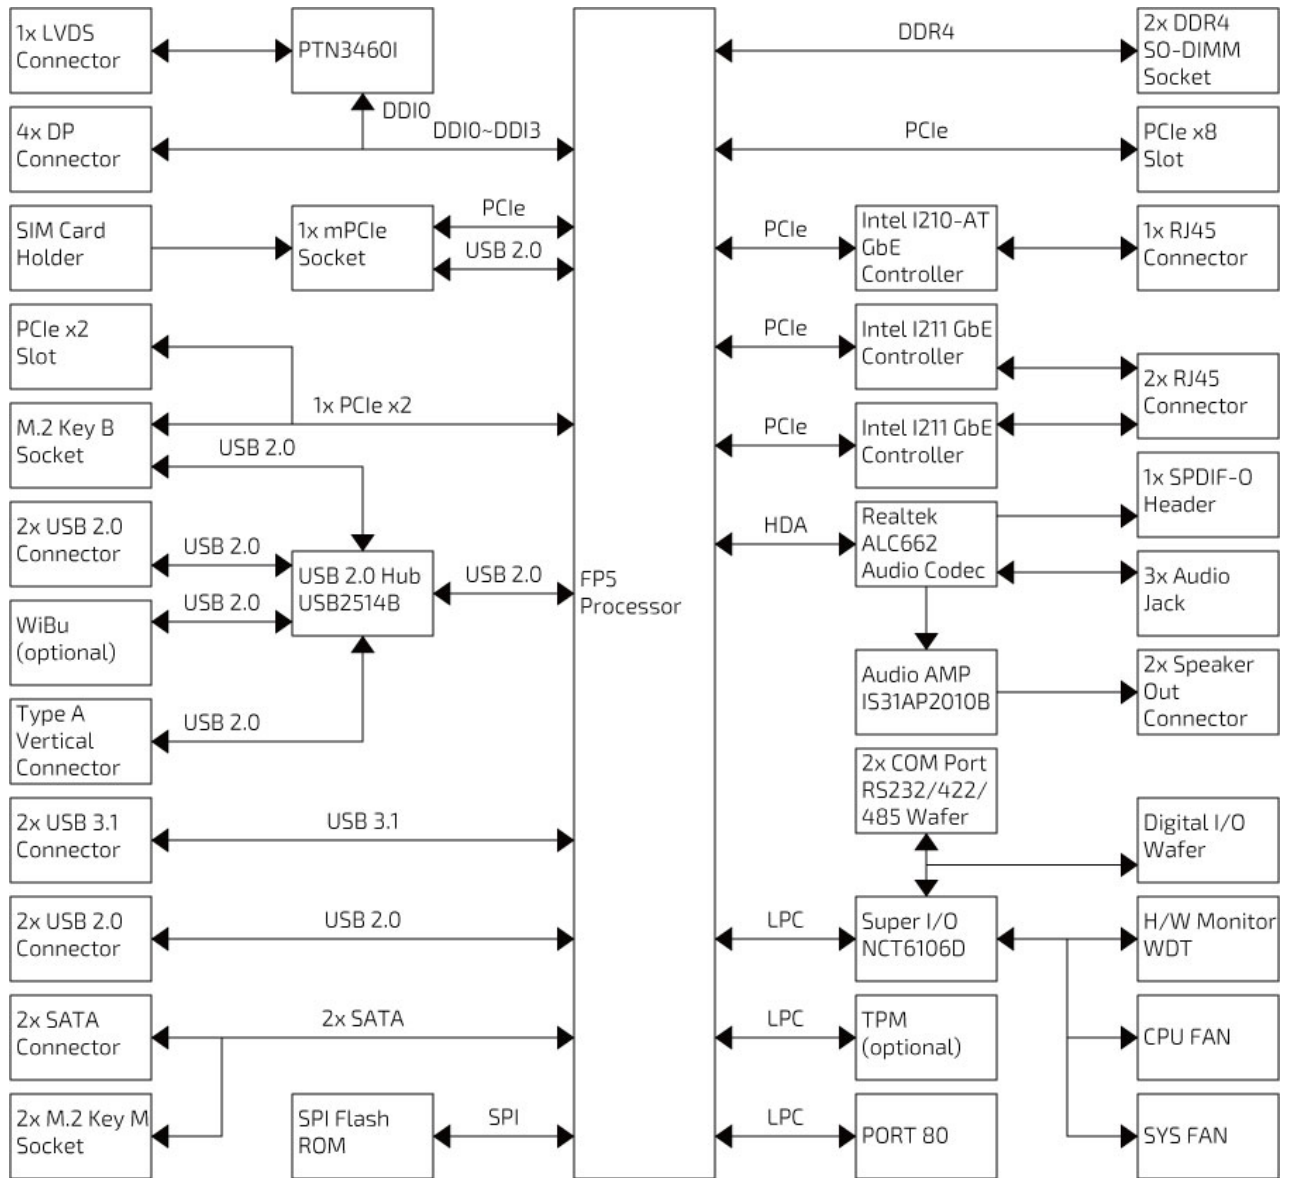 1x LVDS
Connector
PTN3460I
DDI0
4x DP
Connector
DDI0~DDI3
SIM Card
Holder
1x mPCIe
Socket
PCIe
USB 2.0
PCIe x2
Slot
1x PCIe x2
M.2 Key B
Socket
USB 2.0
2x USB 2.0
Connector
USB 2.0
USB 2.0 Hub
USB2514B
USB 2.0
WiBu
(optional)
USB 2.0
Type A
Vertical
Connector
USB 2.0
2x USB 3.1
Connector
USB 3.1
2x USB 2.0
Connector
USB 2.0
2x SATA
Connector
2x SATA
2x M.2 Key M
Socket
SPI Flash
ROM
SPI
FP5
Processor
DDR4
2x DDR4
SO-DIMM
Socket
PCIe
PCIe x8
Slot
PCIe
Intel I210-AT
GbE
Controller
1x RJ45
Connector
PCIe
Intel I211 GbE
Controller
2x RJ45
Connector
PCIe
Intel I211 GbE
Controller
1x SPDIF-O
Header
HDA
Realtek
ALC662
Audio Codec
3x Audio
Jack
Audio AMP
IS31AP2010B
2x Speaker
Out
Connector
2x COM Port
RS232/422/
485 Wafer
Digital I/O
Wafer
LPC
Super I/O
NCT6106D
H/W Monitor
WDT
LPC
TPM
(optional)
CPU FAN
LPC
PORT 80
SYS FAN